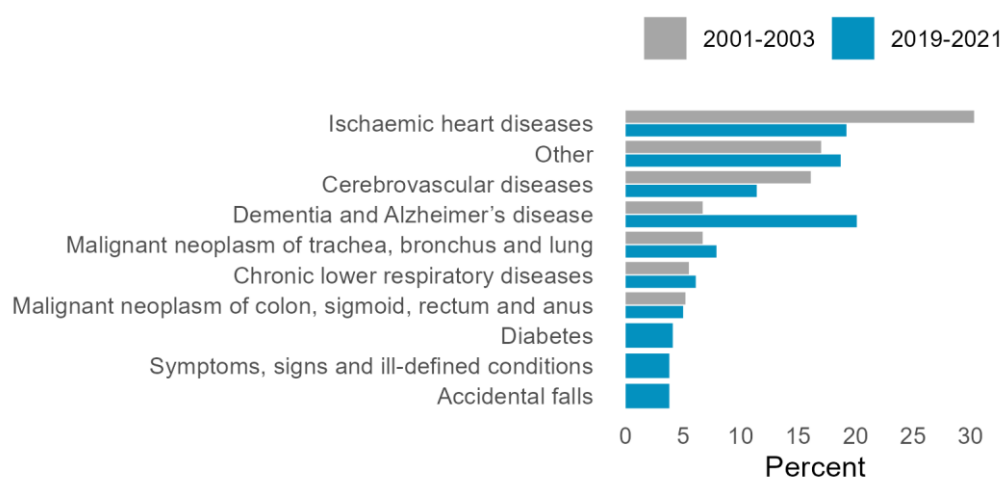 2001-2003 2019-2021
Ischaemic heart diseases
Other
Cerebrovascular diseases
Dementia and Alzheimer’s disease
Malignant neoplasm of trachea, bronchus and lung
Chronic lower respiratory diseases
Malignant neoplasm of colon, sigmoid, rectum and anus
Diabetes
Symptoms, signs and ill-defined conditions
Accidental falls
0 5 10 15 20 25 30
Percent